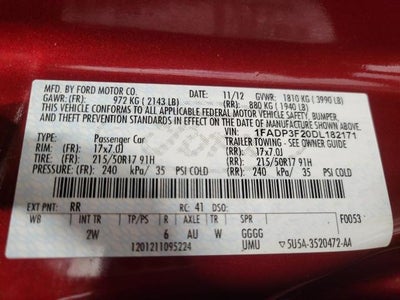 MFD. BY FORD MOTOR CO.
11/12 GVWR: 1810 KG ( 3990 LB)
GAWR:(FR): 972 KG ( 2143 LB) (RR): 880 KG ( 1940 LB)
THIS VEHICLE CONFORMS TO ALL APPLICABLE FEDERAL MOTOR VEHICLE SAFETY, BUMPER,
AND THEFT PREVENTION STANDARDS IN EFFECT ON THE DATE OF MANUFACTURE SHOWN ABOVE.
VIN: 1FADP3F20DL182171
TYPE: Passenger Car TRAILER TOWING -- SEE OWNER GUIDE
RIM: (FR): 17x7.0J (RR): 17x7.0J
TIRE: (FR): 215/50R17 91H (RR): 215/50R17 91H
PRESS: (FR): 240 kPa/ 35 PSI COLD (RR): 240 kPa/ 35 PSI COLD
EXT PNT: RR RC: 41 DSO: F0053
WB INT TR TP/PS R AXLE TR SPR
2W 6 AU W GGGG
1201211095224 UMU 5U5A-3520472-AA